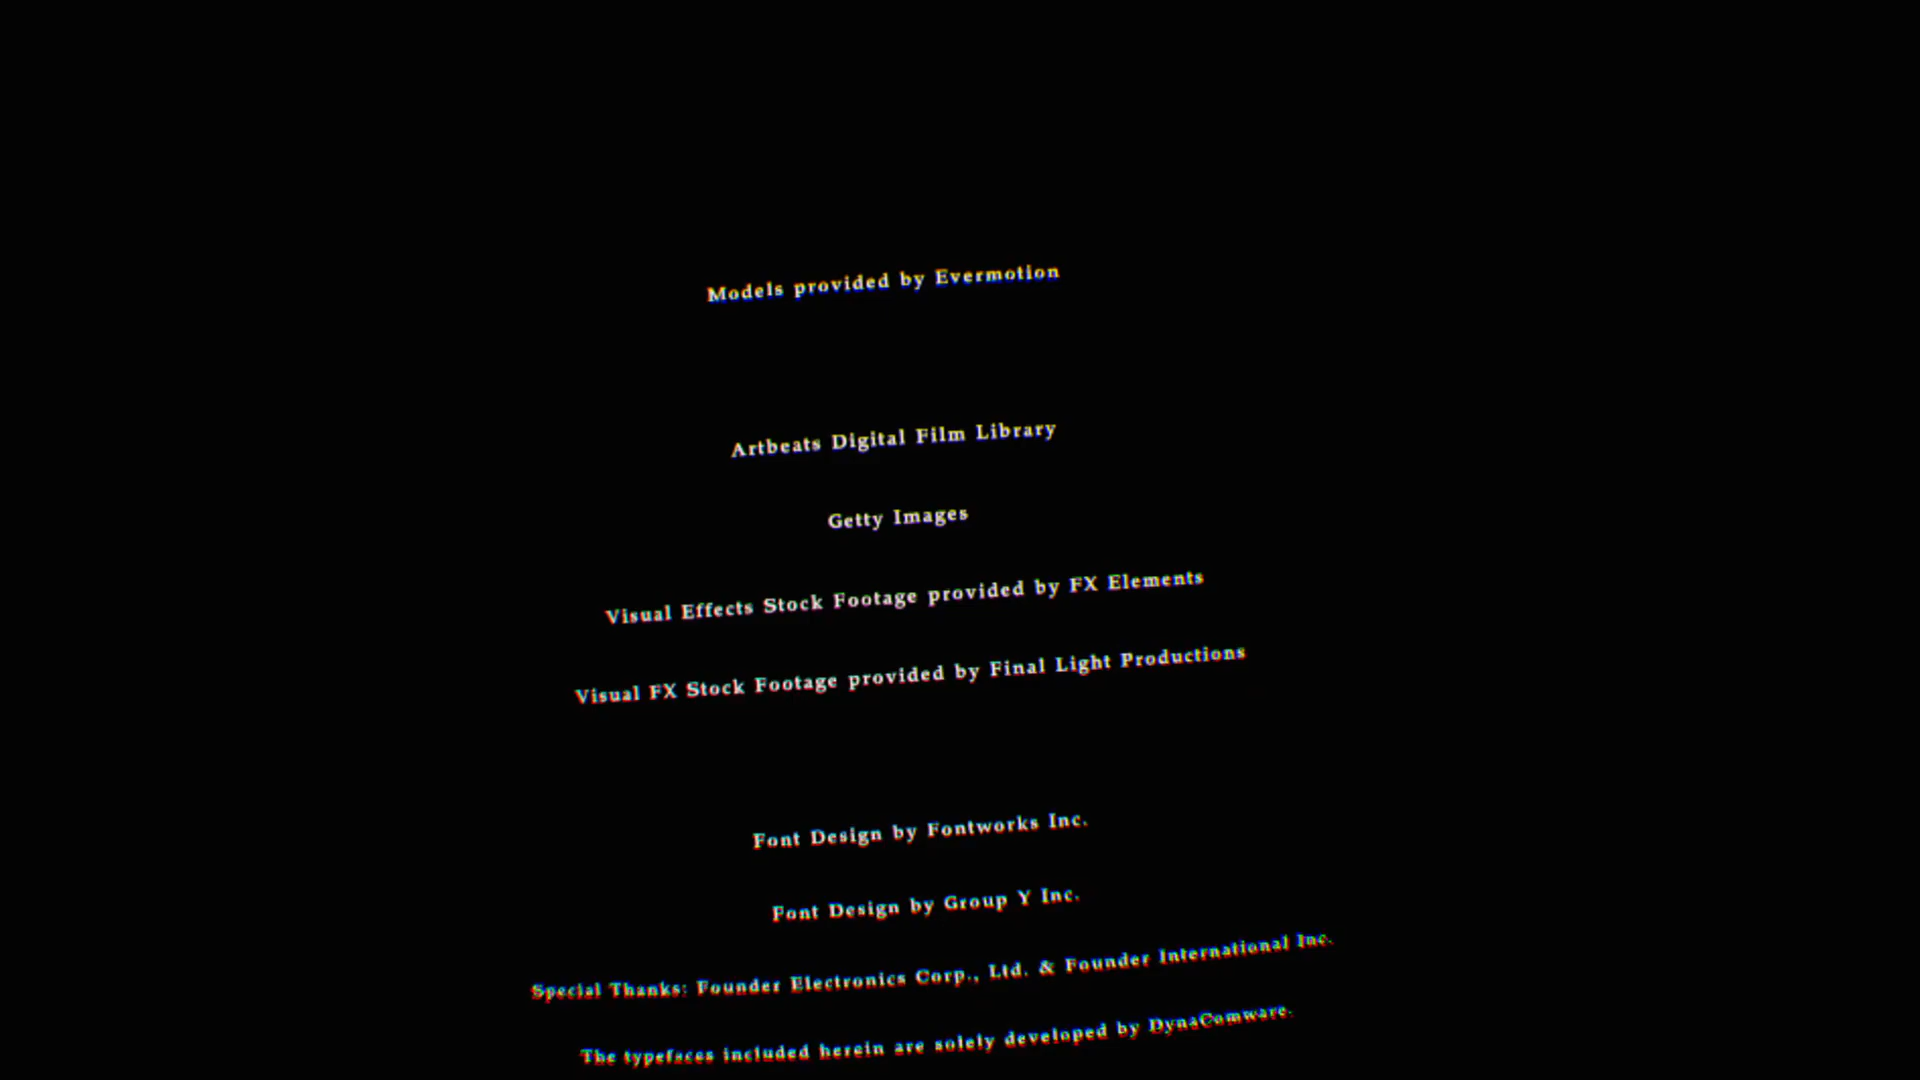 Models provided by Evermotion
Artbeats Digital Film Library
Getty Images
Visual Effects Stock Footage provided by FX Elements
Visual FX Stock Footage provided by Final Light Productions
Font Design by Fontworks Inc.
Font Design by Group Y Inc.
Special Thanks: Founder Electronics Corp., Ltd. & Founder International Inc.
The typefaces included herein are solely developed by DynaComware.